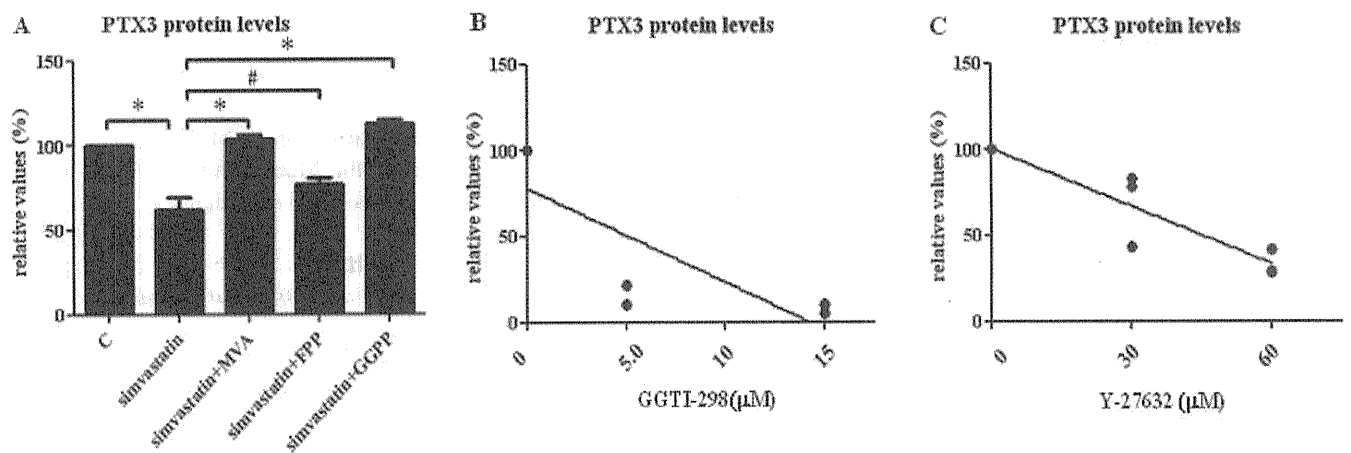 A
PTX3 protein levels
relative values (%)
150
100
50
0
*
#
*
*
C
simvastatin
simvastatin+MVA
simvastatin+FPP
simvastatin+GGPP
B
PTX3 protein levels
relative values (%)
150
100
50
0
0
5.0
10
15
GGTI-298(μM)
C
PTX3 protein levels
relative values (%)
150
100
50
0
0
30
60
Y-27632 (μM)